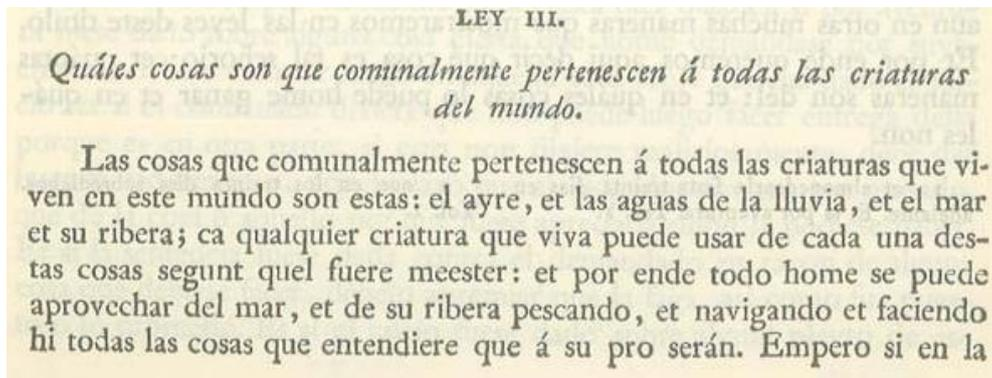 LEY III.
Quáles cosas son que comunalmente pertenescen á todas las criaturas
del mundo.
Las cosas que comunalmente pertenescen á todas las criaturas que vi-
ven en este mundo son estas: el ayre, et las aguas de la lluvia, et el mar
et su ribera; ca qualquier criatura que viva puede usar de cada una des-
tas cosas segunt quel fuere meester: et por ende todo home se puede
aprovechar del mar, et de su ribera pescando, et navigando et faciendo
hi todas las cosas que entendiere que á su pro serán. Empero si en la